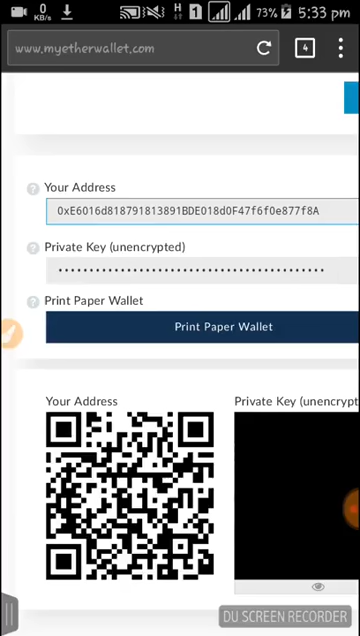 0
KB/S
H
1
73%
5:33 pm
www.myetherwallet.com
4
Your Address
0xE6016d818791813891BDE018d0F47f6f0e877f8A
Private Key (unencrypted)
Print Paper Wallet
Print Paper Wallet
Your Address
Private Key (unencrypt
DU SCREEN RECORDER